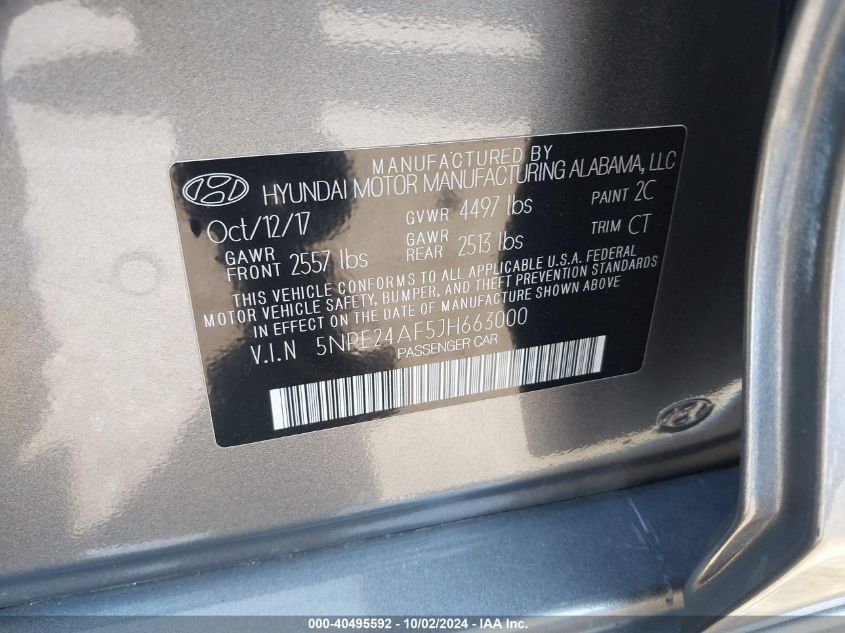 MANUFACTURED BY
HYUNDAI MOTOR MANUFACTURING ALABAMA, LLC
Oct/12/17 GVWR 4497 lbs PAINT 2C
GAWR FRONT 2557 lbs GAWR REAR 2513 lbs TRIM CT
THIS VEHICLE CONFORMS TO ALL APPLICABLE U.S.A. FEDERAL
MOTOR VEHICLE SAFETY, BUMPER, AND THEFT PREVENTION STANDARDS
IN EFFECT ON THE DATE OF MANUFACTURE SHOWN ABOVE
V.I.N 5NPE24AF5JH663000
PASSENGER CAR
000-40495592 - 10/02/2024 - IAA Inc.